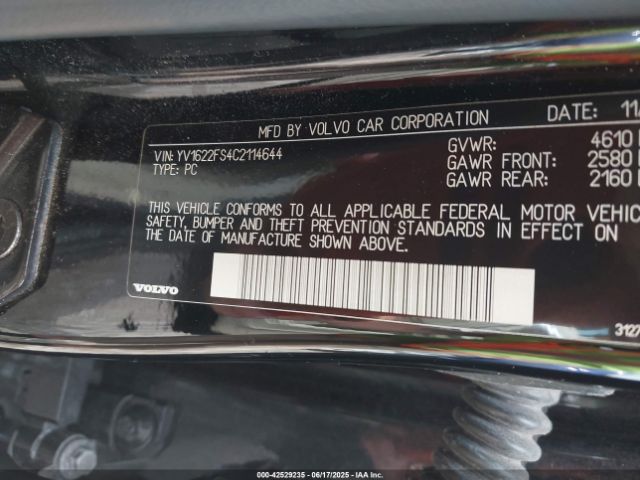 MFD BY VOLVO CAR CORPORATION DATE: 11
VIN: YV1622FS4C2114644 GVWR: 4610
TYPE: PC GAWR FRONT: 2580
GAWR REAR: 2160
THIS VEHICLE CONFORMS TO ALL APPLICABLE FEDERAL MOTOR VEHIC
SAFETY, BUMPER AND THEFT PREVENTION STANDARDS IN EFFECT ON
THE DATE OF MANUFACTURE SHOWN ABOVE.
VOLVO
3127
000-42529235 - 06/17/2025 - IAA Inc.